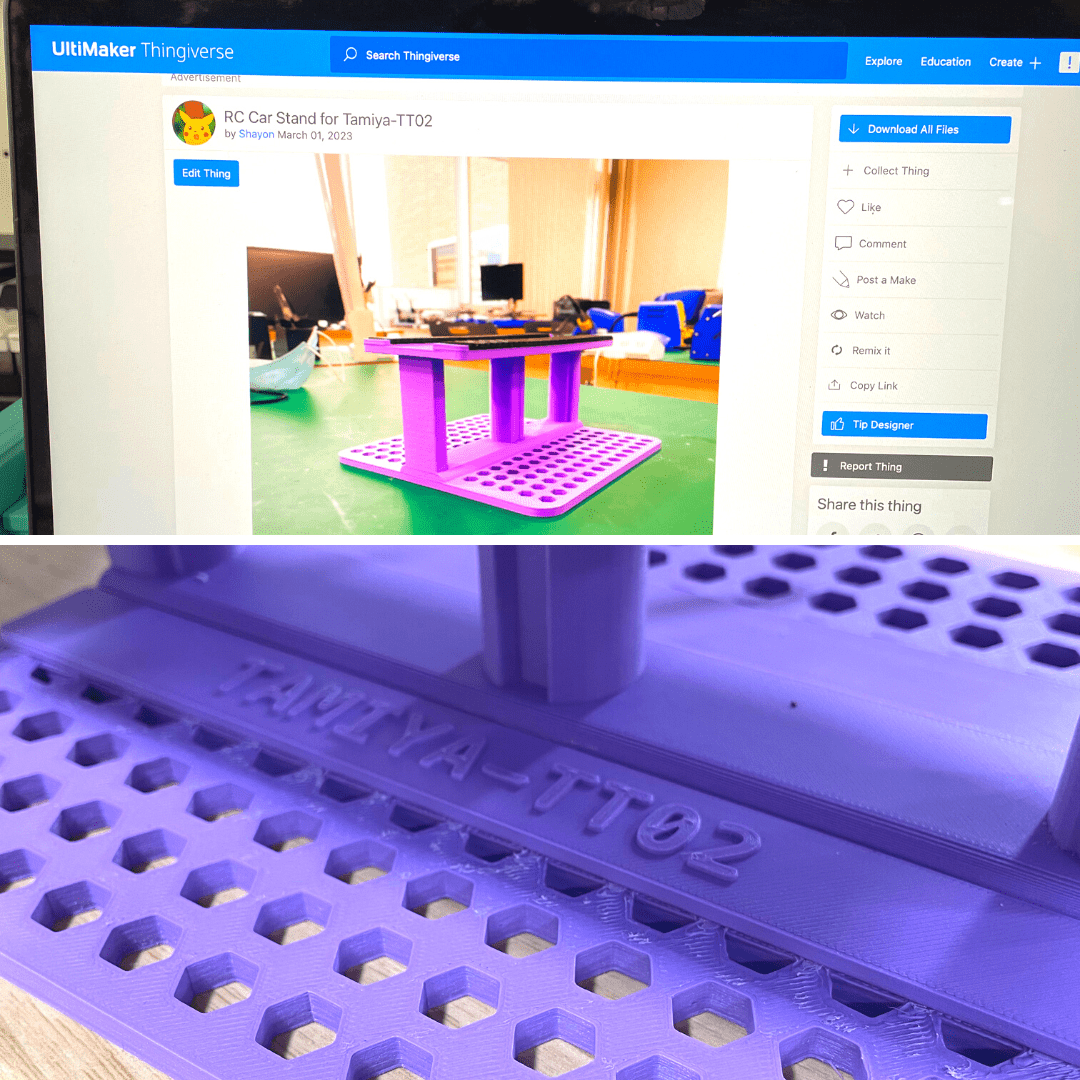 UltiMaker Thingiverse
Search Thingiverse
Explore
Education
Create +
!
Advertisement
RC Car Stand for Tamiya-TT02
by Shayon March 01, 2023
Edit Thing
Download All Files
Collect Thing
Like
Comment
Post a Make
Watch
Remix it
Copy Link
Tip Designer
! Report Thing
Share this thing
TAMIYA-TT02